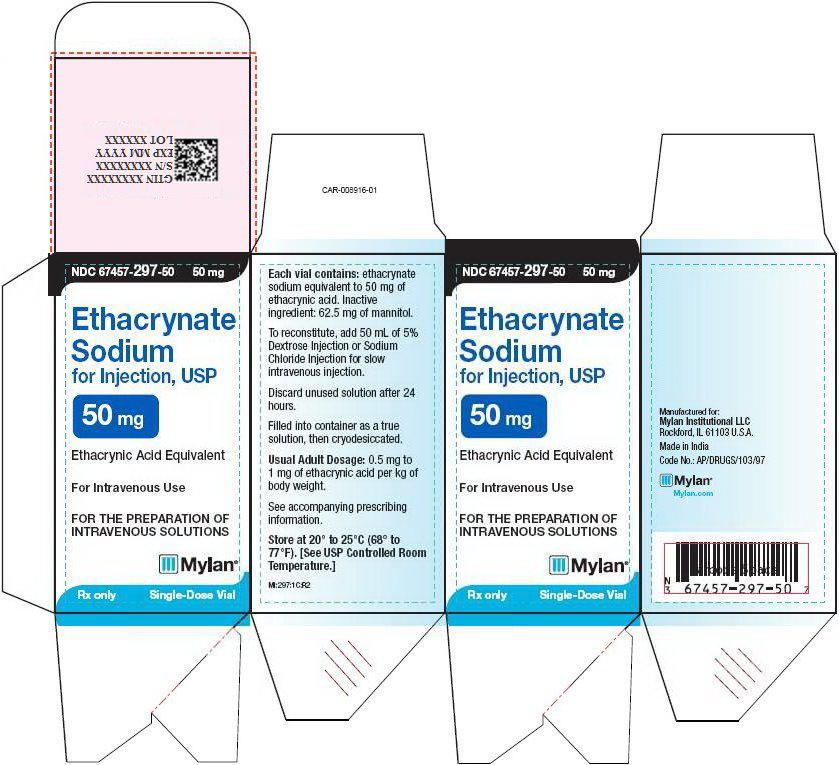 GTIN XXXXXXXXXX
S/N XXXXXXXXX
EXP MM YYYY
LOT XXXXXX
CAR-008916-01
NDC 67457-297-50 50 mg
Ethacrynate
Sodium
for Injection, USP
50 mg
Ethacrynic Acid Equivalent
For Intravenous Use
FOR THE PREPARATION OF
INTRAVENOUS SOLUTIONS
Mylan®
Rx only Single-Dose Vial
Each vial contains: ethacrynate
sodium equivalent to 50 mg of
ethacrynic acid. Inactive
ingredient: 62.5 mg of mannitol.
To reconstitute, add 50 mL of 5%
Dextrose Injection or Sodium
Chloride Injection for slow
intravenous injection.
Discard unused solution after 24
hours.
Filled into container as a true
solution, then cryodesiccated.
Usual Adult Dosage: 0.5 mg to
1 mg of ethacrynic acid per kg of
body weight.
See accompanying prescribing
information.
Store at 20° to 25°C (68° to
77°F). [See USP Controlled Room
Temperature.]
MI:297:1C:R2
NDC 67457-297-50 50 mg
Ethacrynate
Sodium
for Injection, USP
50 mg
Ethacrynic Acid Equivalent
For Intravenous Use
FOR THE PREPARATION OF
INTRAVENOUS SOLUTIONS
Mylan®
Rx only Single-Dose Vial
Manufactured for:
Mylan Institutional LLC
Rockford, IL 61103 U.S.A.
Made in India
Code No.: AP/DRUGS/103/97
Mylan®
Mylan.com
N
3 67457-297-50 7